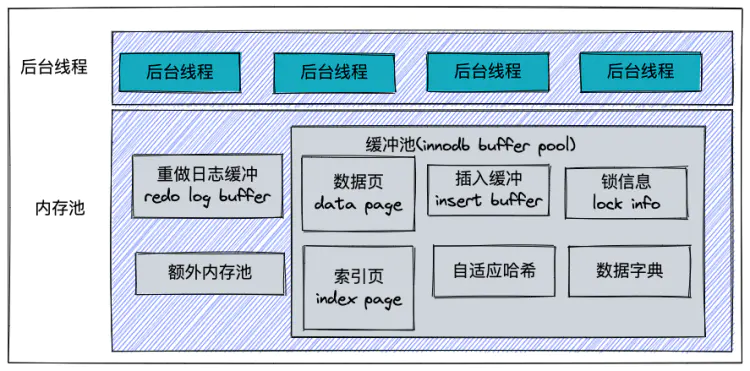 后台线程
后台线程
后台线程
后台线程
后台线程
内存池
缓冲池(innodb buffer pool)
重做日志缓冲
redo log buffer
数据页
data page
插入缓冲
insert buffer
锁信息
lock info
额外内存池
索引页
index page
自适应哈希
数据字典